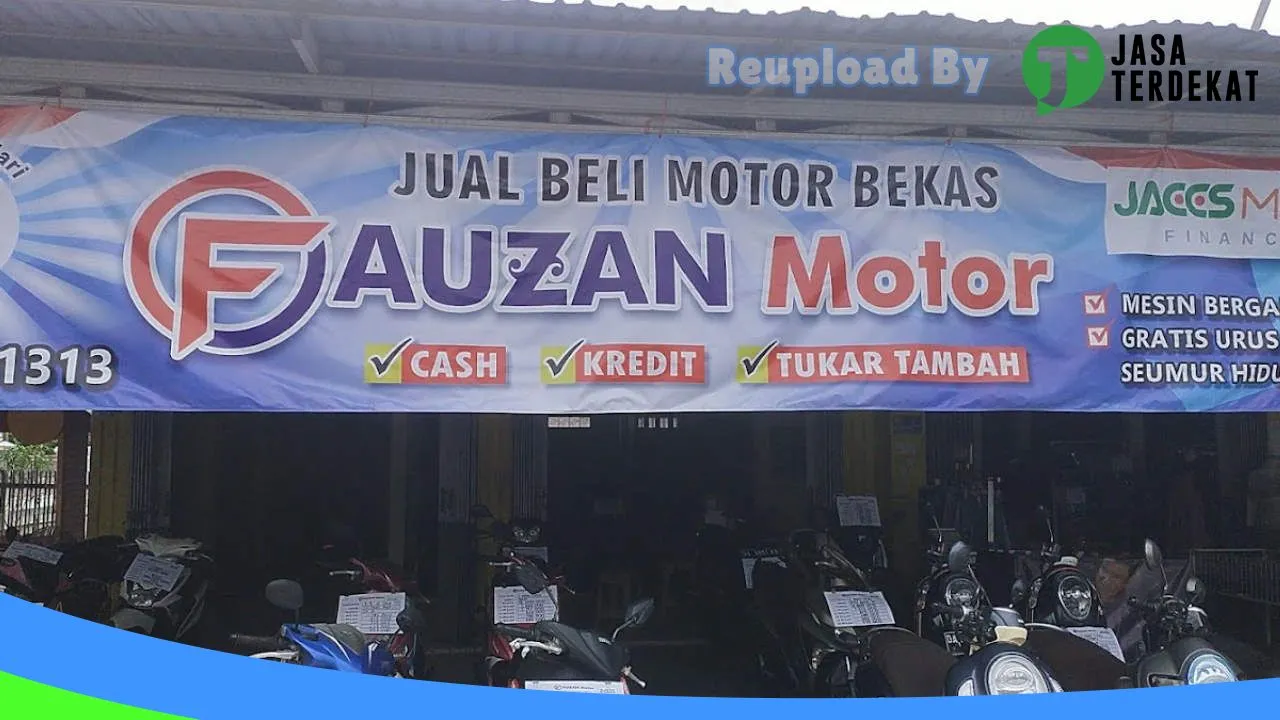 Reupload By
JASA
TERDEKAT
JUAL BELI MOTOR BEKAS
FAUZAN Motor
CASH
KREDIT
TUKAR TAMBAH
1313
JACCS M
FINANC
MESIN BERGA
GRATIS URUS
SEUMUR HIDU